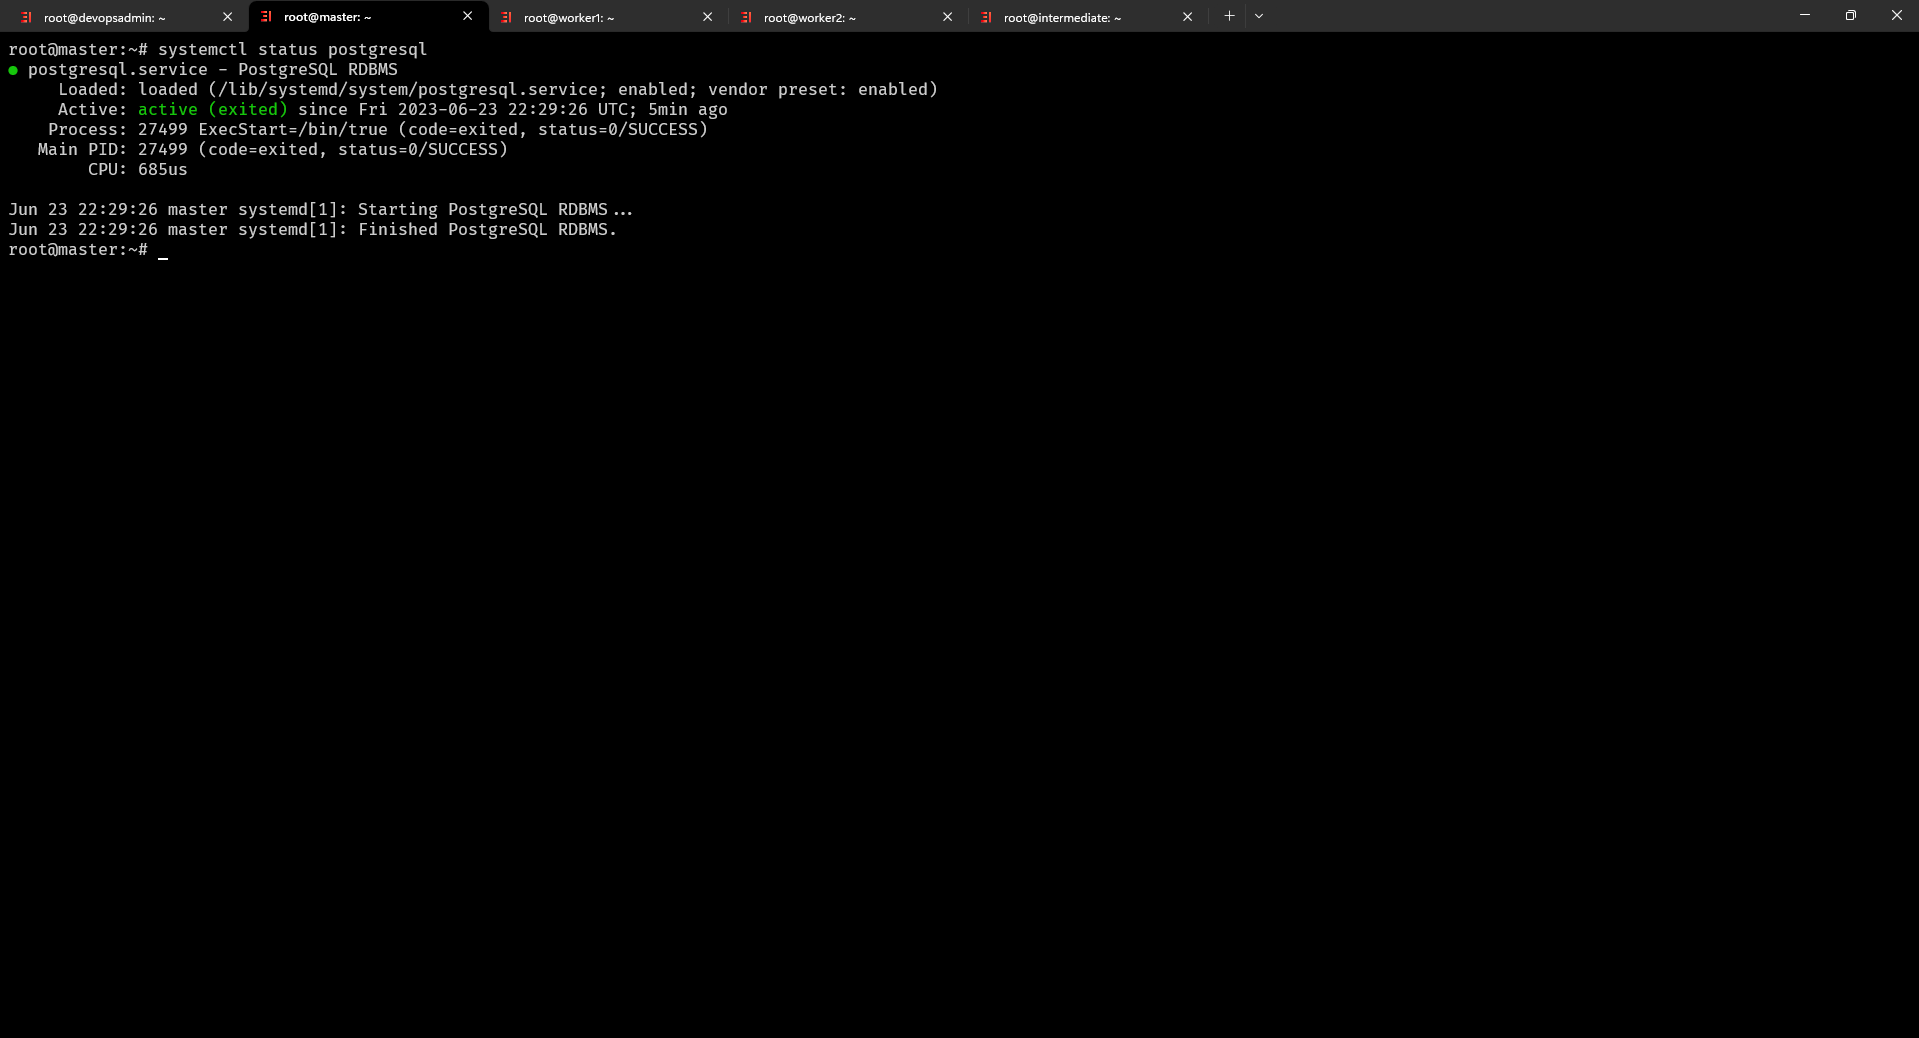 root@devopsadmin: ~
root@master: ~
root@worker1: ~
root@worker2: ~
root@intermediate: ~
root@master:~# systemctl status postgresql
● postgresql.service - PostgreSQL RDBMS
Loaded: loaded (/lib/systemd/system/postgresql.service; enabled; vendor preset: enabled)
Active: active (exited) since Fri 2023-06-23 22:29:26 UTC; 5min ago
Process: 27499 ExecStart=/bin/true (code=exited, status=0/SUCCESS)
Main PID: 27499 (code=exited, status=0/SUCCESS)
CPU: 685us
Jun 23 22:29:26 master systemd[1]: Starting PostgreSQL RDBMS...
Jun 23 22:29:26 master systemd[1]: Finished PostgreSQL RDBMS.
root@master:~# _